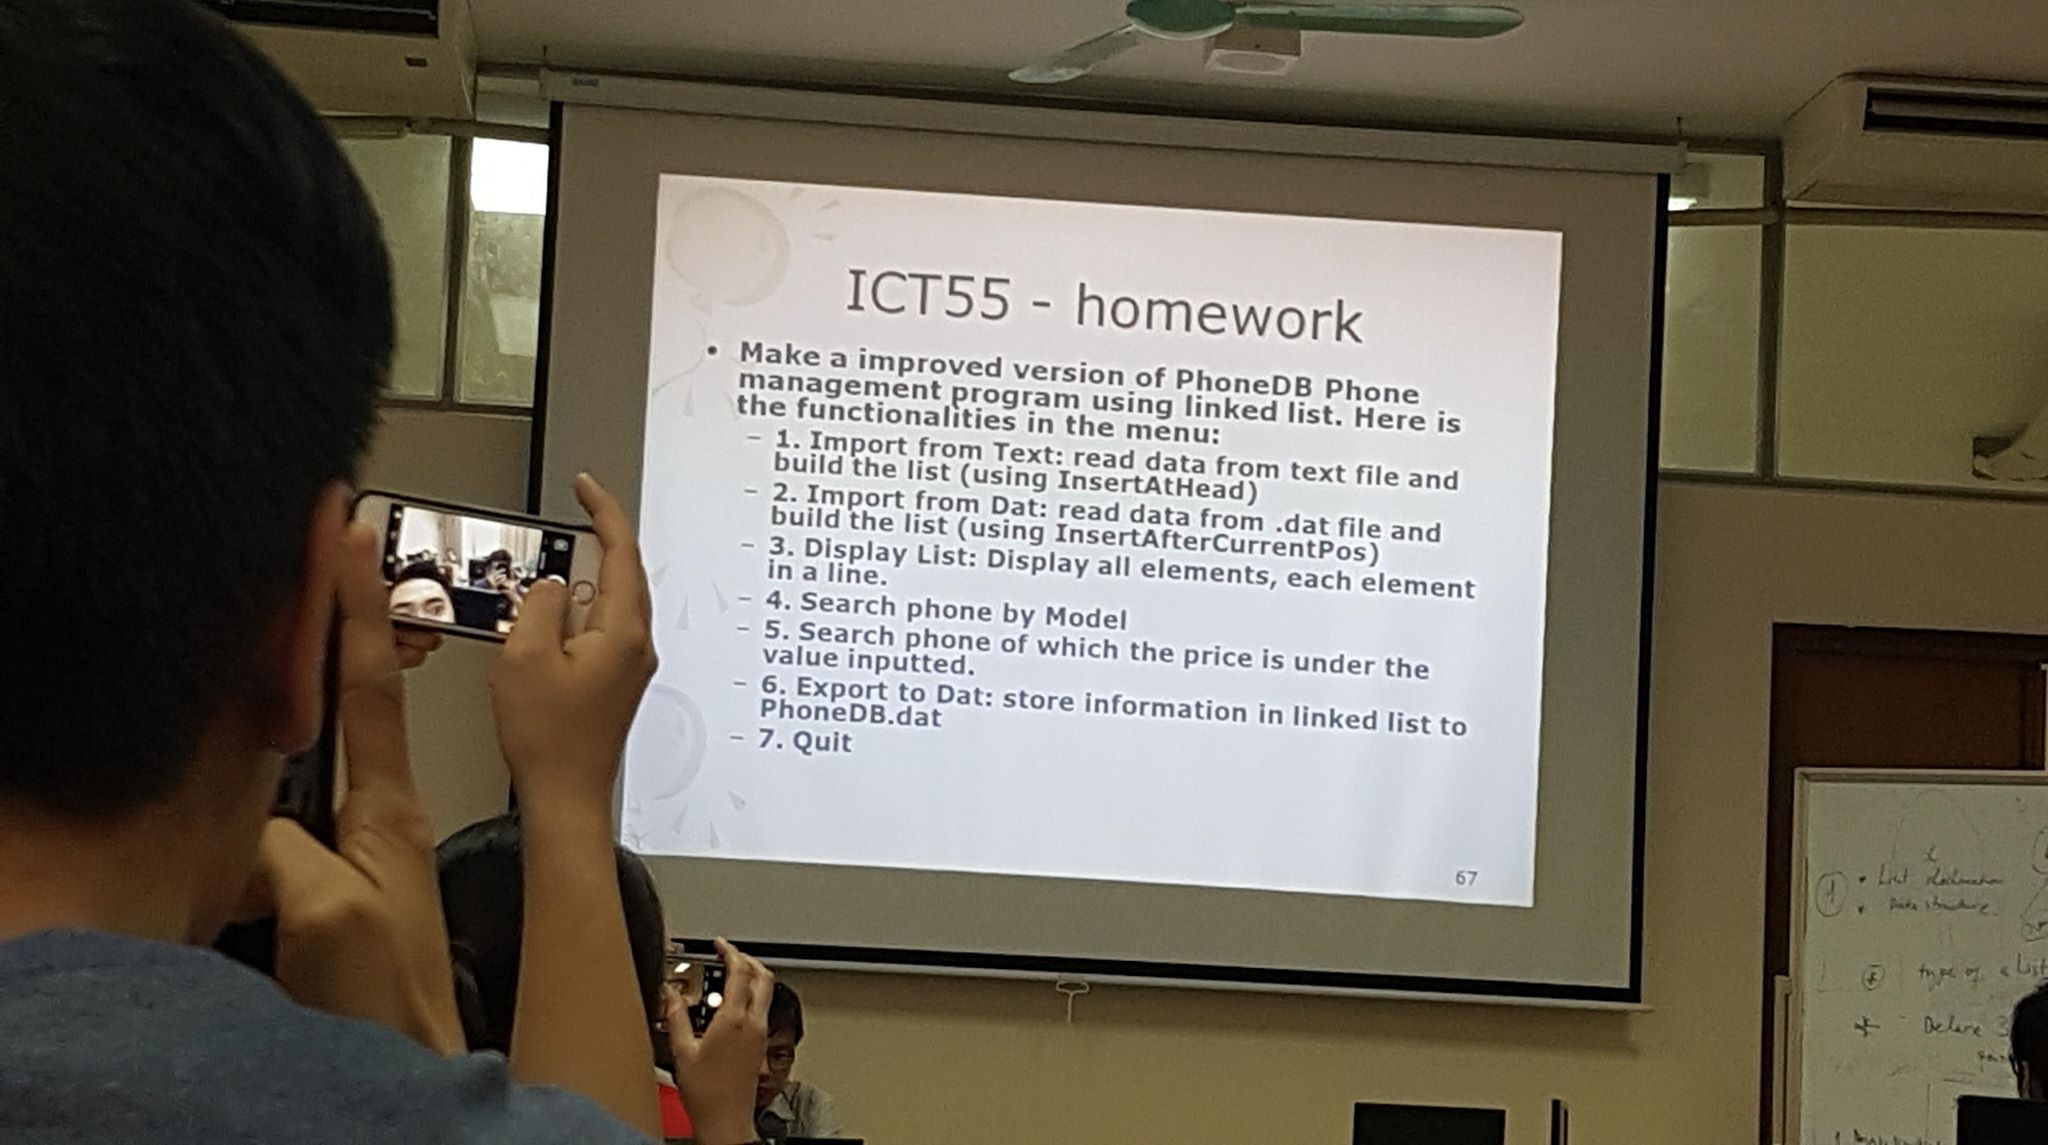 ICT55 - homework
• Make a improved version of PhoneDB Phone
management program using linked list. Here is
the functionalities in the menu:
– 1. Import from Text: read data from text file and
build the list (using InsertAtHead)
– 2. Import from Dat: read data from .dat file and
build the list (using InsertAfterCurrentPos)
– 3. Display List: Display all elements, each element
in a line.
– 4. Search phone by Model
– 5. Search phone of which the price is under the
value inputted.
– 6. Export to Dat: store information in linked list to
PhoneDB.dat
– 7. Quit
67
• List declaration
Data structure.
type of a List
Declare 3